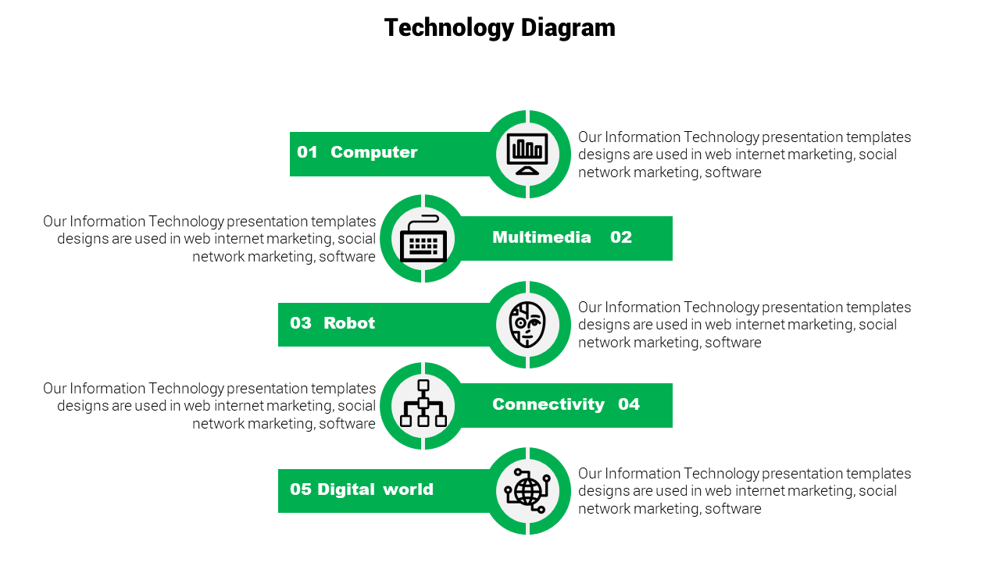 Technology Diagram
01 Computer
Our Information Technology presentation templates
designs are used in web internet marketing, social
network marketing, software
Our Information Technology presentation templates
designs are used in web internet marketing, social
network marketing, software
Multimedia 02
03 Robot
Our Information Technology presentation templates
designs are used in web internet marketing, social
network marketing, software
Our Information Technology presentation templates
designs are used in web internet marketing, social
network marketing, software
Connectivity 04
05 Digital world
Our Information Technology presentation templates
designs are used in web internet marketing, social
network marketing, software